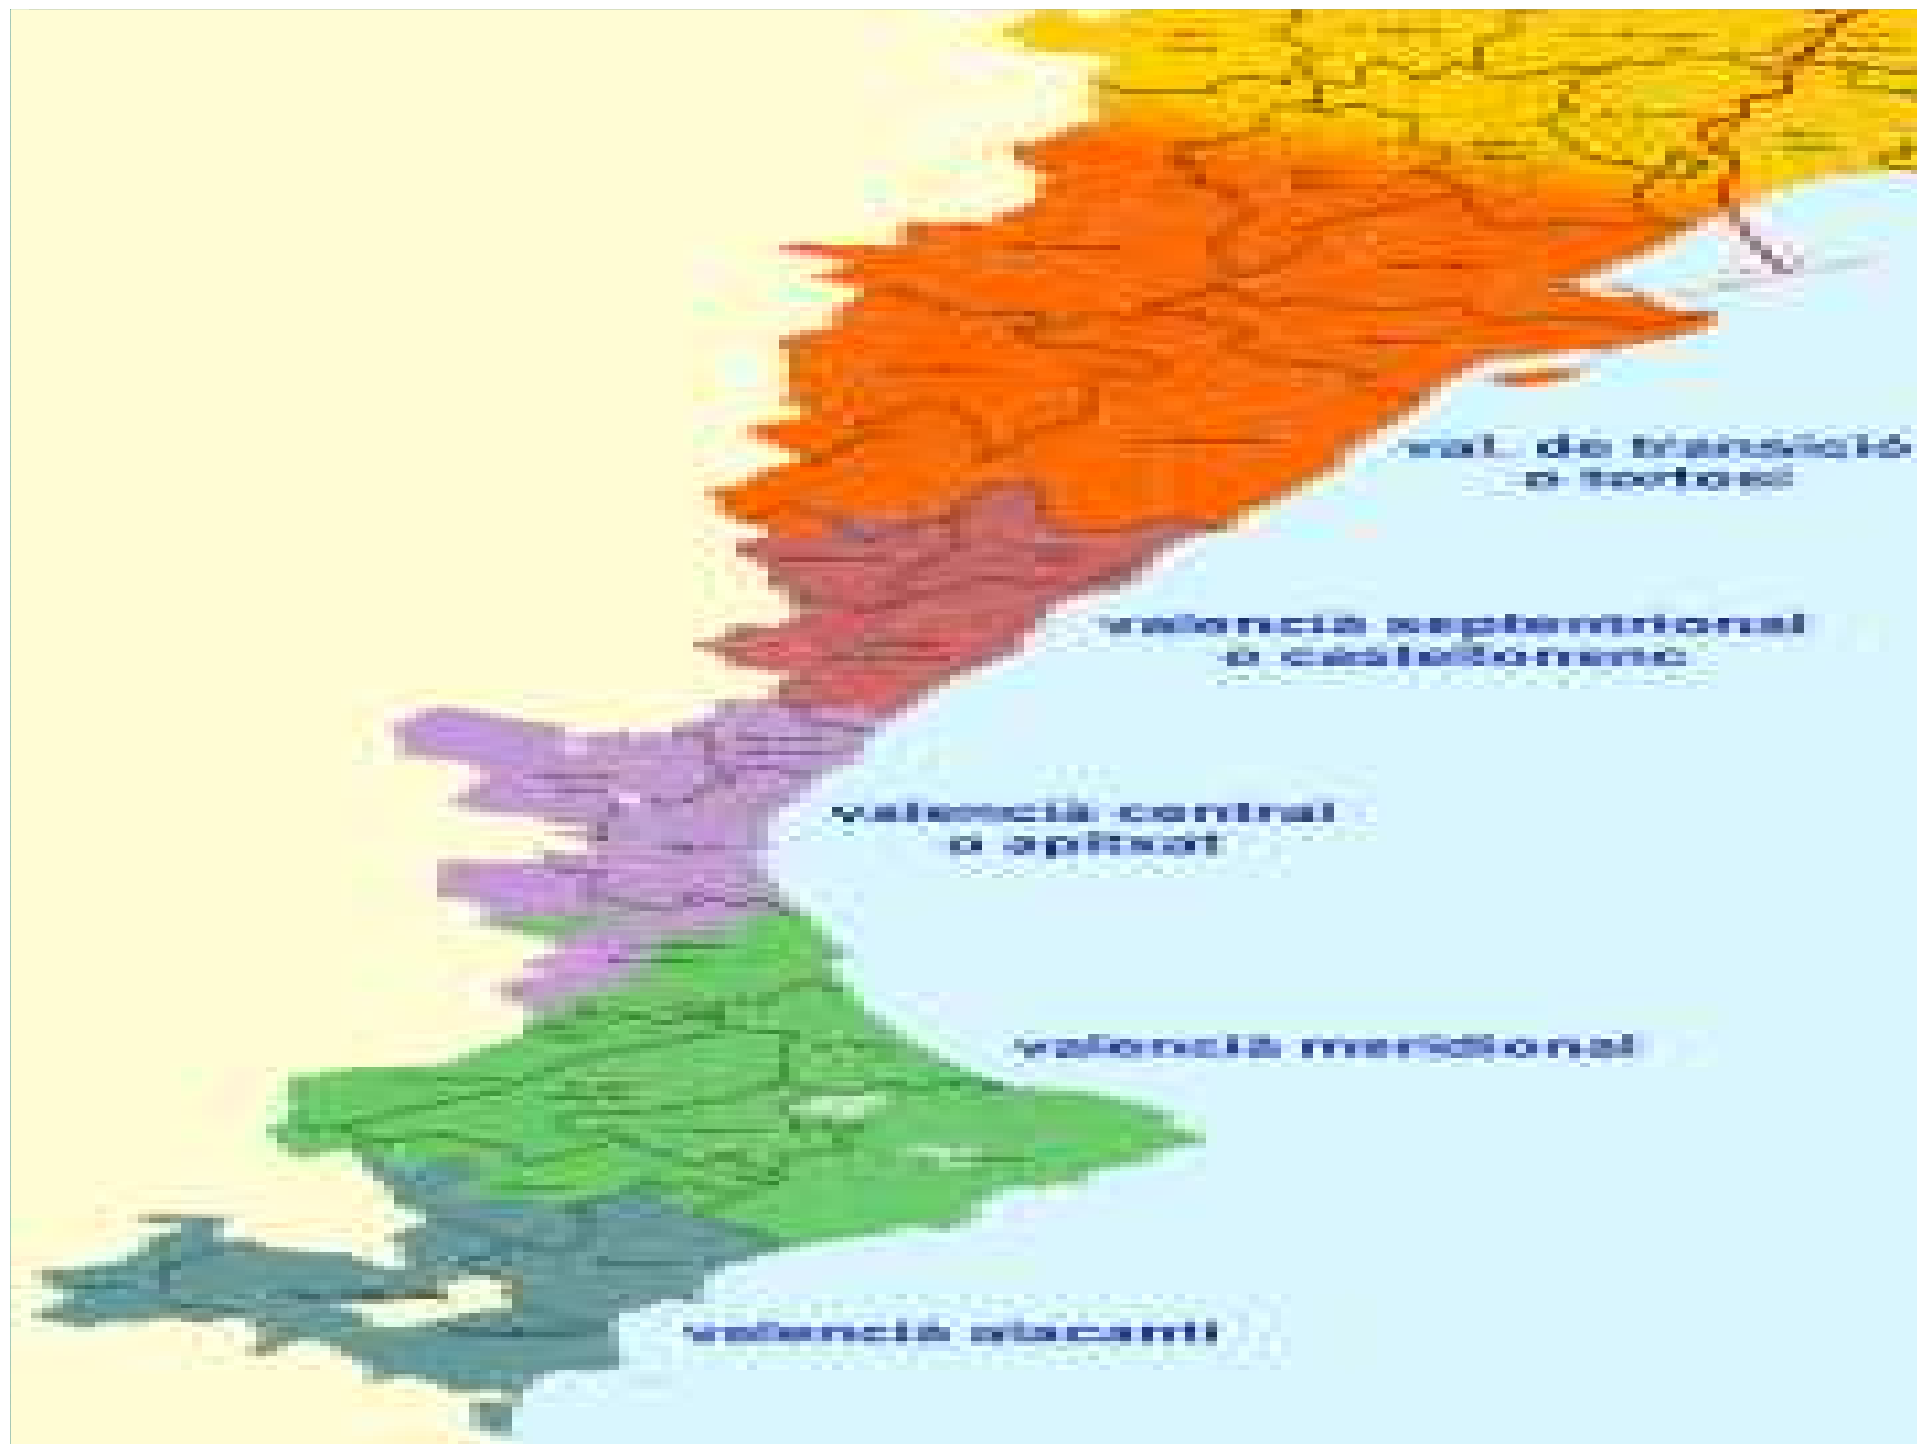 val. de transició
o tortosí
valencià septentrional
o castellonenc
valencià central
o apitxat
valencià meridional
valencià alacantí